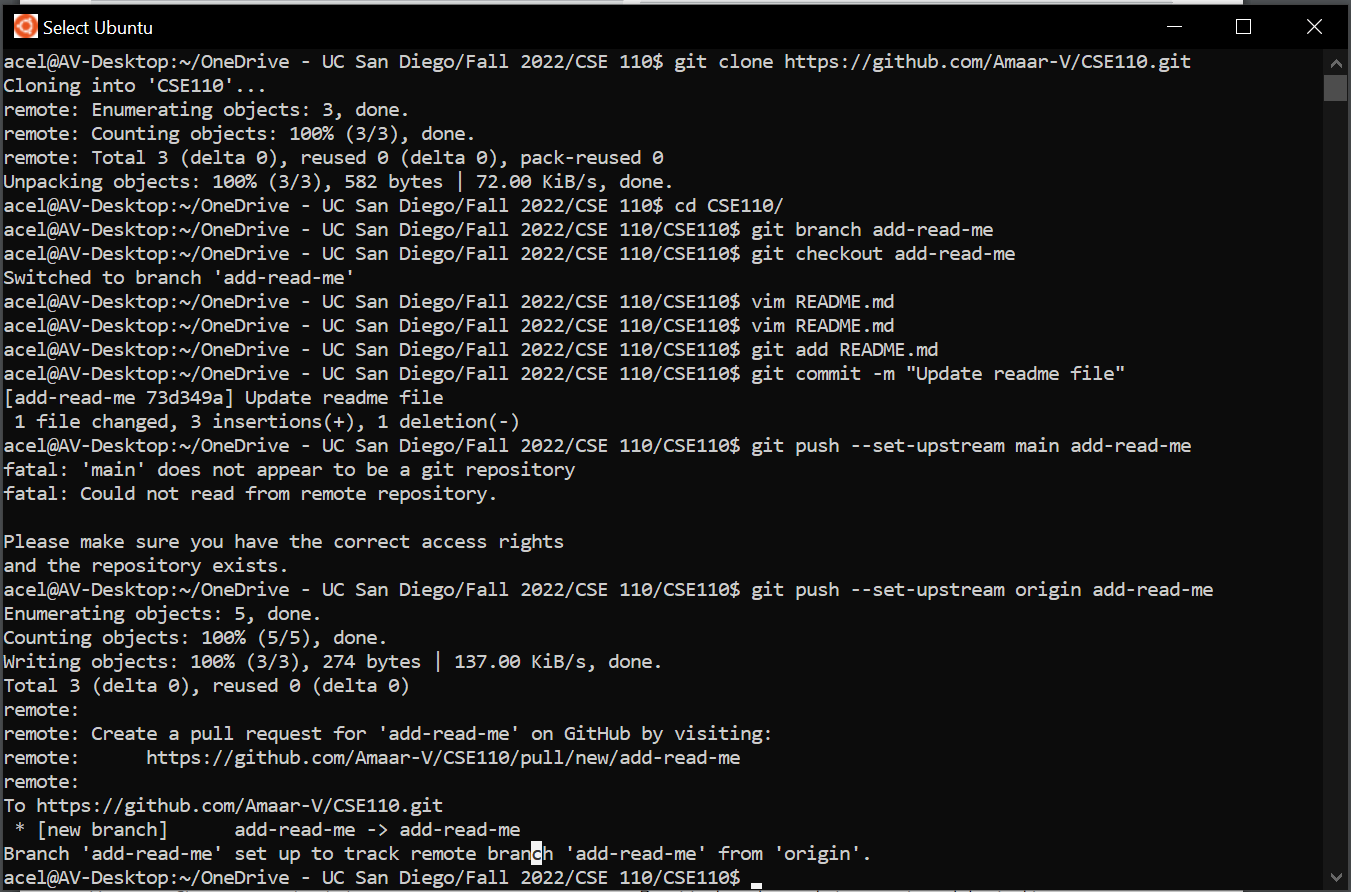 Select Ubuntu
acel@AV-Desktop:~/OneDrive - UC San Diego/Fall 2022/CSE 110$ git clone https://github.com/Amaar-V/CSE110.git
Cloning into 'CSE110'...
remote: Enumerating objects: 3, done.
remote: Counting objects: 100% (3/3), done.
remote: Total 3 (delta 0), reused 0 (delta 0), pack-reused 0
Unpacking objects: 100% (3/3), 582 bytes | 72.00 KiB/s, done.
acel@AV-Desktop:~/OneDrive - UC San Diego/Fall 2022/CSE 110$ cd CSE110/
acel@AV-Desktop:~/OneDrive - UC San Diego/Fall 2022/CSE 110/CSE110$ git branch add-read-me
acel@AV-Desktop:~/OneDrive - UC San Diego/Fall 2022/CSE 110/CSE110$ git checkout add-read-me
Switched to branch 'add-read-me'
acel@AV-Desktop:~/OneDrive - UC San Diego/Fall 2022/CSE 110/CSE110$ vim README.md
acel@AV-Desktop:~/OneDrive - UC San Diego/Fall 2022/CSE 110/CSE110$ vim README.md
acel@AV-Desktop:~/OneDrive - UC San Diego/Fall 2022/CSE 110/CSE110$ git add README.md
acel@AV-Desktop:~/OneDrive - UC San Diego/Fall 2022/CSE 110/CSE110$ git commit -m "Update readme file"
[add-read-me 73d349a] Update readme file
 1 file changed, 3 insertions(+), 1 deletion(-)
acel@AV-Desktop:~/OneDrive - UC San Diego/Fall 2022/CSE 110/CSE110$ git push --set-upstream main add-read-me
fatal: 'main' does not appear to be a git repository
fatal: Could not read from remote repository.

Please make sure you have the correct access rights
and the repository exists.
acel@AV-Desktop:~/OneDrive - UC San Diego/Fall 2022/CSE 110/CSE110$ git push --set-upstream origin add-read-me
Enumerating objects: 5, done.
Counting objects: 100% (5/5), done.
Writing objects: 100% (3/3), 274 bytes | 137.00 KiB/s, done.
Total 3 (delta 0), reused 0 (delta 0)
remote:
remote: Create a pull request for 'add-read-me' on GitHub by visiting:
remote:      https://github.com/Amaar-V/CSE110/pull/new/add-read-me
remote:
To https://github.com/Amaar-V/CSE110.git
 * [new branch]      add-read-me -> add-read-me
Branch 'add-read-me' set up to track remote branch 'add-read-me' from 'origin'.
acel@AV-Desktop:~/OneDrive - UC San Diego/Fall 2022/CSE 110/CSE110$